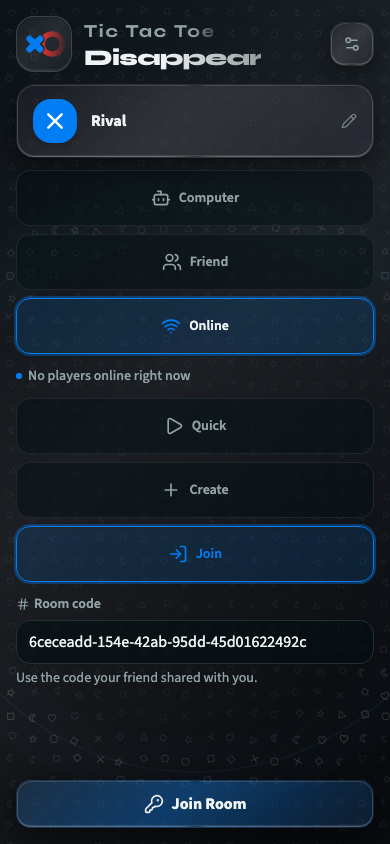 Tic Tac Toe
Disappear
Rival
Computer
Friend
Online
No players online right now
Quick
Create
Join
# Room code
6ceceadd-154e-42ab-95dd-45d01622492c
Use the code your friend shared with you.
Join Room